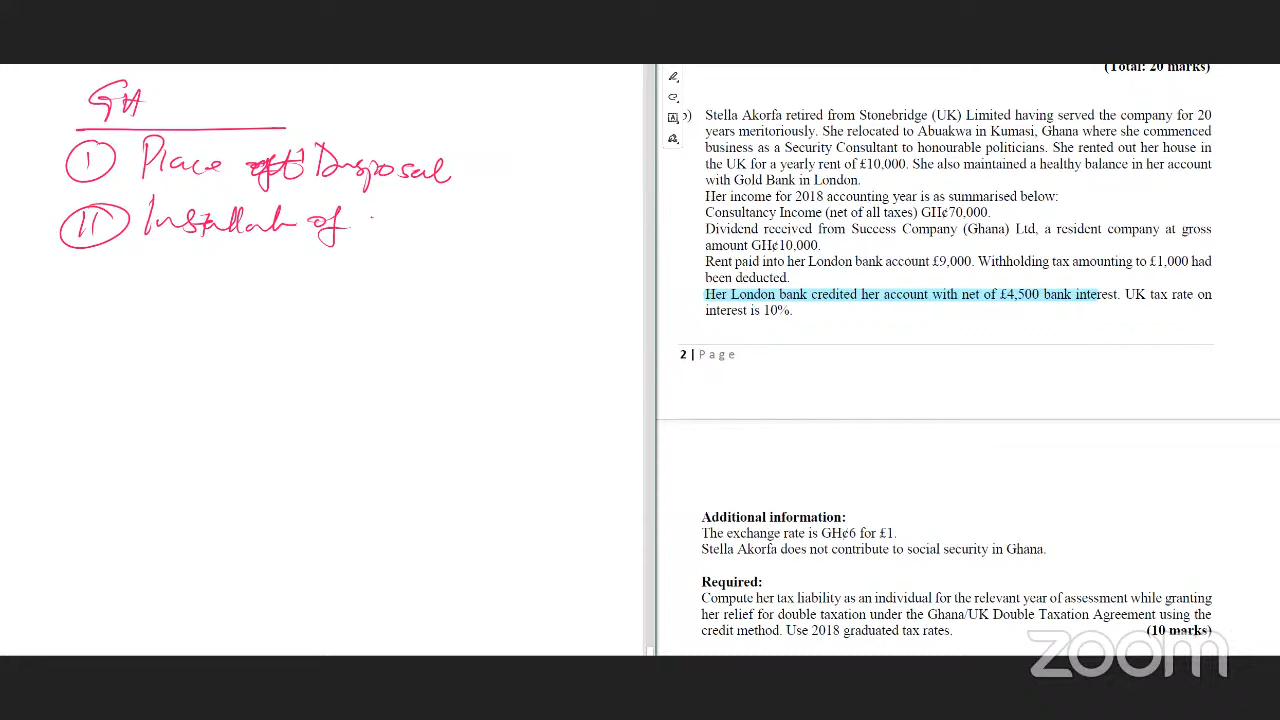 GH
I Place of Disposal
II Installat of
(Total: 20 marks)
) Stella Akorfa retired from Stonebridge (UK) Limited having served the company for 20
years meritoriously. She relocated to Abuakwa in Kumasi, Ghana where she commenced
business as a Security Consultant to honourable politicians. She rented out her house in
the UK for a yearly rent of £10,000. She also maintained a healthy balance in her account
with Gold Bank in London.
Her income for 2018 accounting year is as summarised below:
Consultancy Income (net of all taxes) GH¢70,000.
Dividend received from Success Company (Ghana) Ltd, a resident company at gross
amount GH¢10,000.
Rent paid into her London bank account £9,000. Withholding tax amounting to £1,000 had
been deducted.
Her London bank credited her account with net of £4,500 bank interest. UK tax rate on
interest is 10%.
2 | Page
Additional information:
The exchange rate is GH¢6 for £1.
Stella Akorfa does not contribute to social security in Ghana.
Required:
Compute her tax liability as an individual for the relevant year of assessment while granting
her relief for double taxation under the Ghana/UK Double Taxation Agreement using the
credit method. Use 2018 graduated tax rates. (10 marks)
zoom